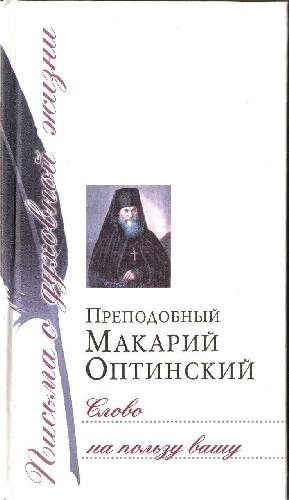 Письма о духовной жизни
Преподобный
Макарий
Оптинский
Слово
на пользу вашу